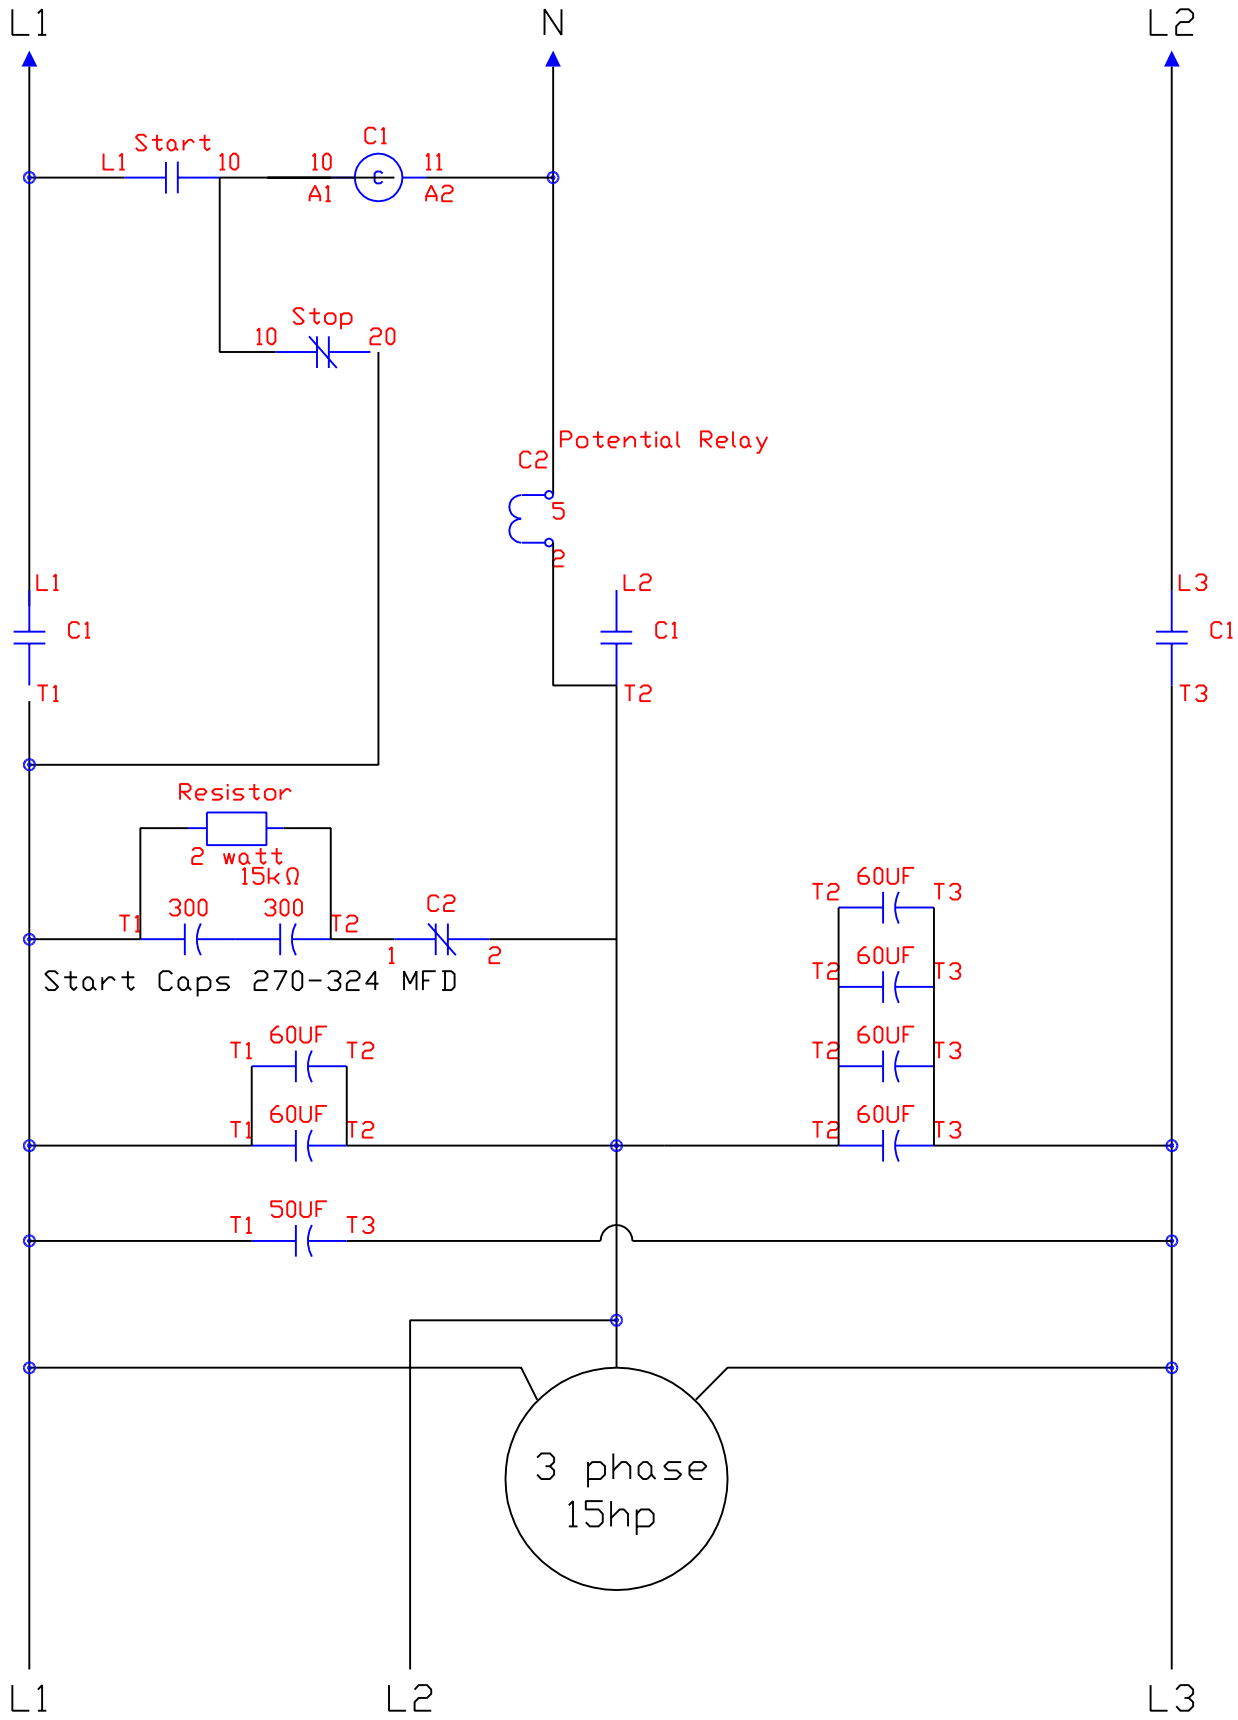 L1
N
L2
Start
C1
L1
10
10
11
A1
C
A2
Stop
10
20
Potential Relay
C2
5
2
L1
L2
L3
C1
C1
C1
T1
T2
T3
Resistor
2 watt
15kΩ
T1
300
300
T2
C2
1
2
Start Caps 270-324 MFD
T2
60UF
T3
T2
60UF
T3
T1
60UF
T2
T2
60UF
T3
T1
60UF
T2
T2
60UF
T3
T1
50UF
T3
3 phase
15hp
L1
L2
L3